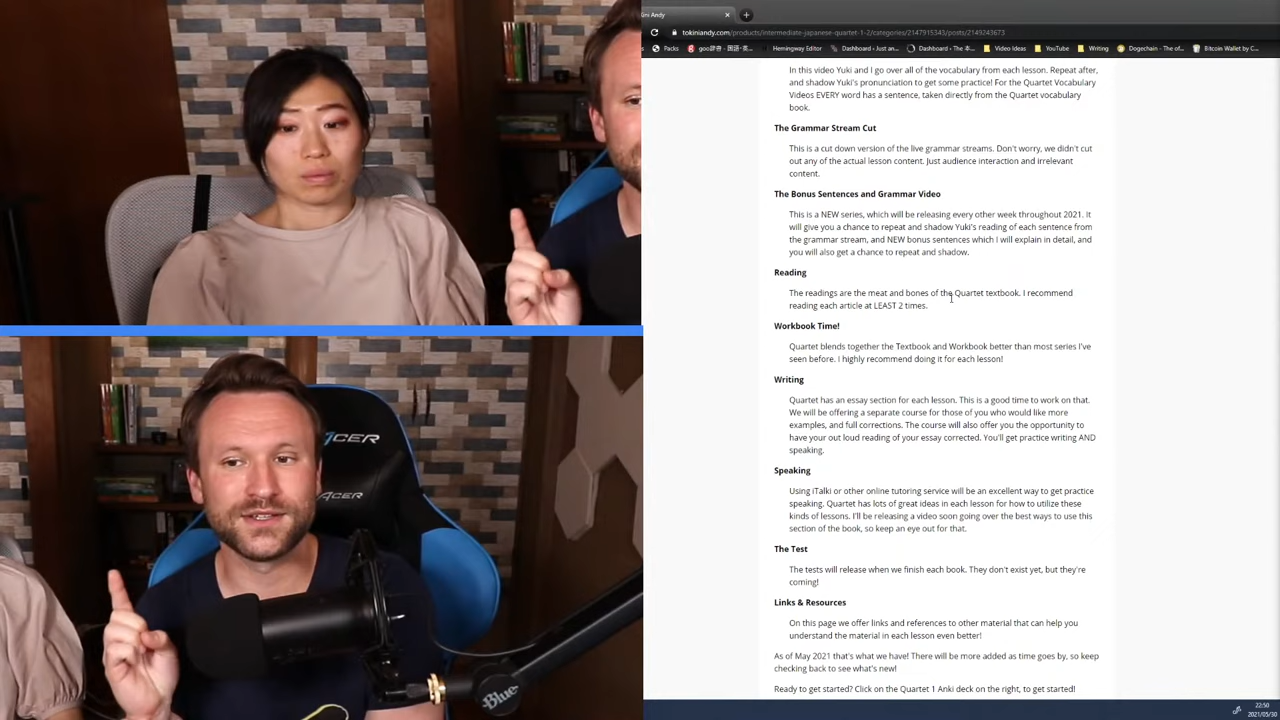 ini Andy
tokiniandy.com/products/intermediate-japanese-quartet-1-2/categories/2147915343/posts/2149243673
Packs
Hemingway Editor
Dashboard ‹ Just an...
Dashboard ‹ The 本...
Video Ideas
YouTube
Writing
Dogechain - Of the...
Bitcoin Wallet by C...
In this video Yuki and I go over all of the vocabulary from each lesson. Repeat after,
and shadow Yuki's pronunciation to get some practice! For the Quartet Vocabulary
Videos EVERY word has a sentence, taken directly from the Quartet vocabulary
book.
The Grammar Stream Cut
This is a cut down version of the live grammar streams. Don't worry, we didn't cut
out any of the actual lesson content. Just audience interaction and irrelevant
content.
The Bonus Sentences and Grammar Video
This is a NEW series, which will be releasing every other week throughout 2021. It
will give you a chance to repeat and shadow Yuki's reading of each sentence from
the grammar stream, and NEW bonus sentences which I will explain in detail, and
you will also get a chance to repeat and shadow.
Reading
The readings are the meat and bones of the Quartet textbook. I recommend
reading each article at LEAST 2 times.
Workbook Time!
Quartet blends together the Textbook and Workbook better than most series I've
seen before. I highly recommend doing it for each lesson!
Writing
Quartet has an essay section for each lesson. This is a good time to work on that.
We will be offering a separate course for those of you who would like more
examples, and full corrections. The course will also offer you the opportunity to
have your out loud reading of your essay corrected. You'll get practice writing AND
speaking.
Speaking
Using iTalki or other online tutoring service will be an excellent way to get practice
speaking. Quartet has lots of great ideas in each lesson for how to utilize these
kinds of lessons. I'll be releasing a video soon going over the best ways to use this
section of the book, so keep an eye out for that.
The Test
The tests will release when we finish each book. They don't exist yet, but they're
coming!
Links & Resources
On this page we offer links and references to other material that can help you
understand the material in each lesson even better!
As of May 2021 that's what we have! There will be more added as time goes by, so keep
checking back to see what's new!
Ready to get started? Click on the Quartet 1 Anki deck on the right, to get started!
22:50
2021/05/30
ACER
ACER
Blue